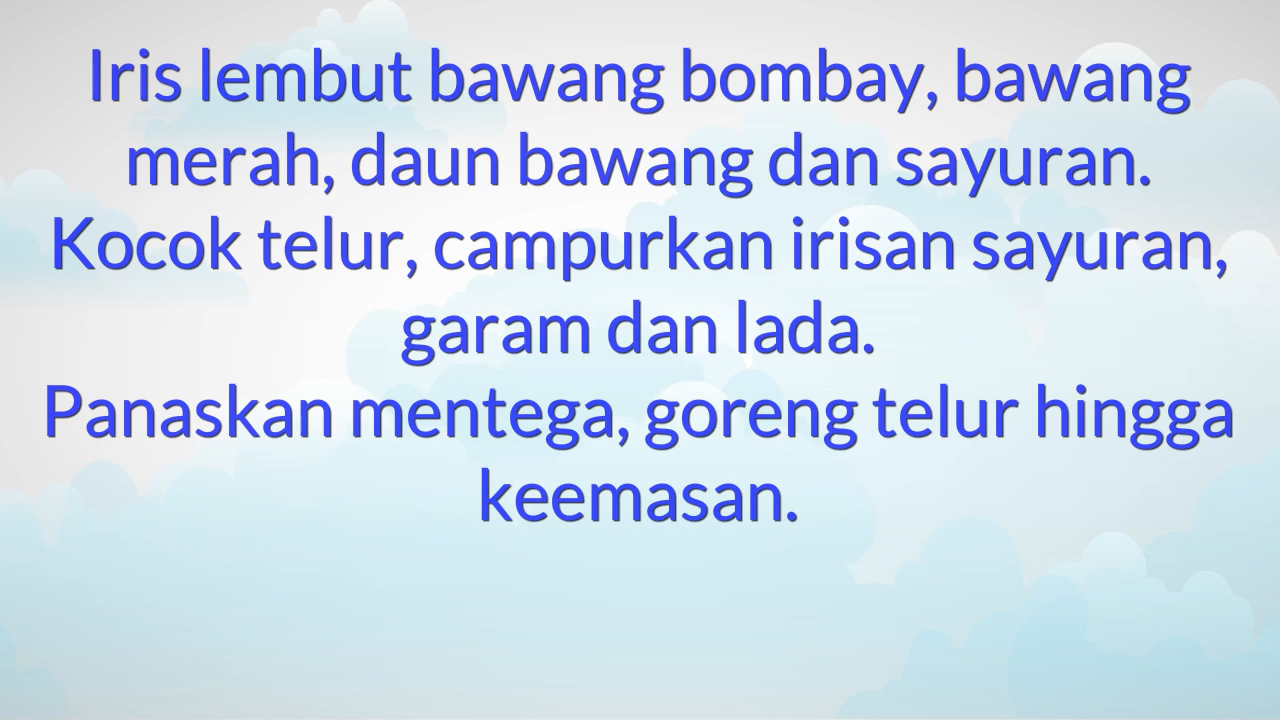 Iris lembut bawang bombay, bawang
merah, daun bawang dan sayuran.
Kocok telur, campurkan irisan sayuran,
garam dan lada.
Panaskan mentega, goreng telur hingga
keemasan.